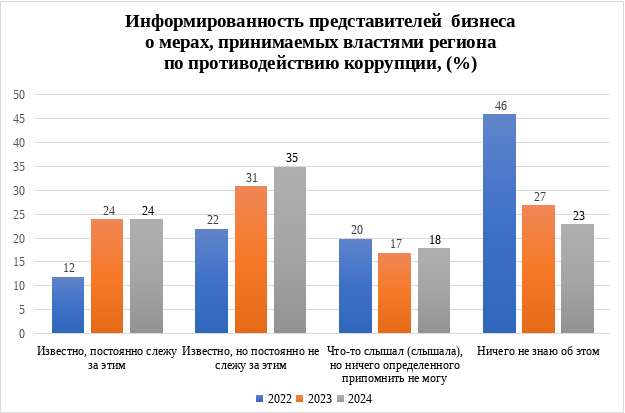 Информированность представителей бизнеса
о мерах, принимаемых властями региона
по противодействию коррупции, (%)
50
45
40
35
30
25
20
15
10
5
0
12
24
24
22
31
35
20
17
18
46
27
23
Известно, постоянно слежу
за этим
Известно, но постоянно не
слежу за этим
Что-то слышал (слышала),
но ничего определенного
припомнить не могу
Ничего не знаю об этом
2022 2023 2024